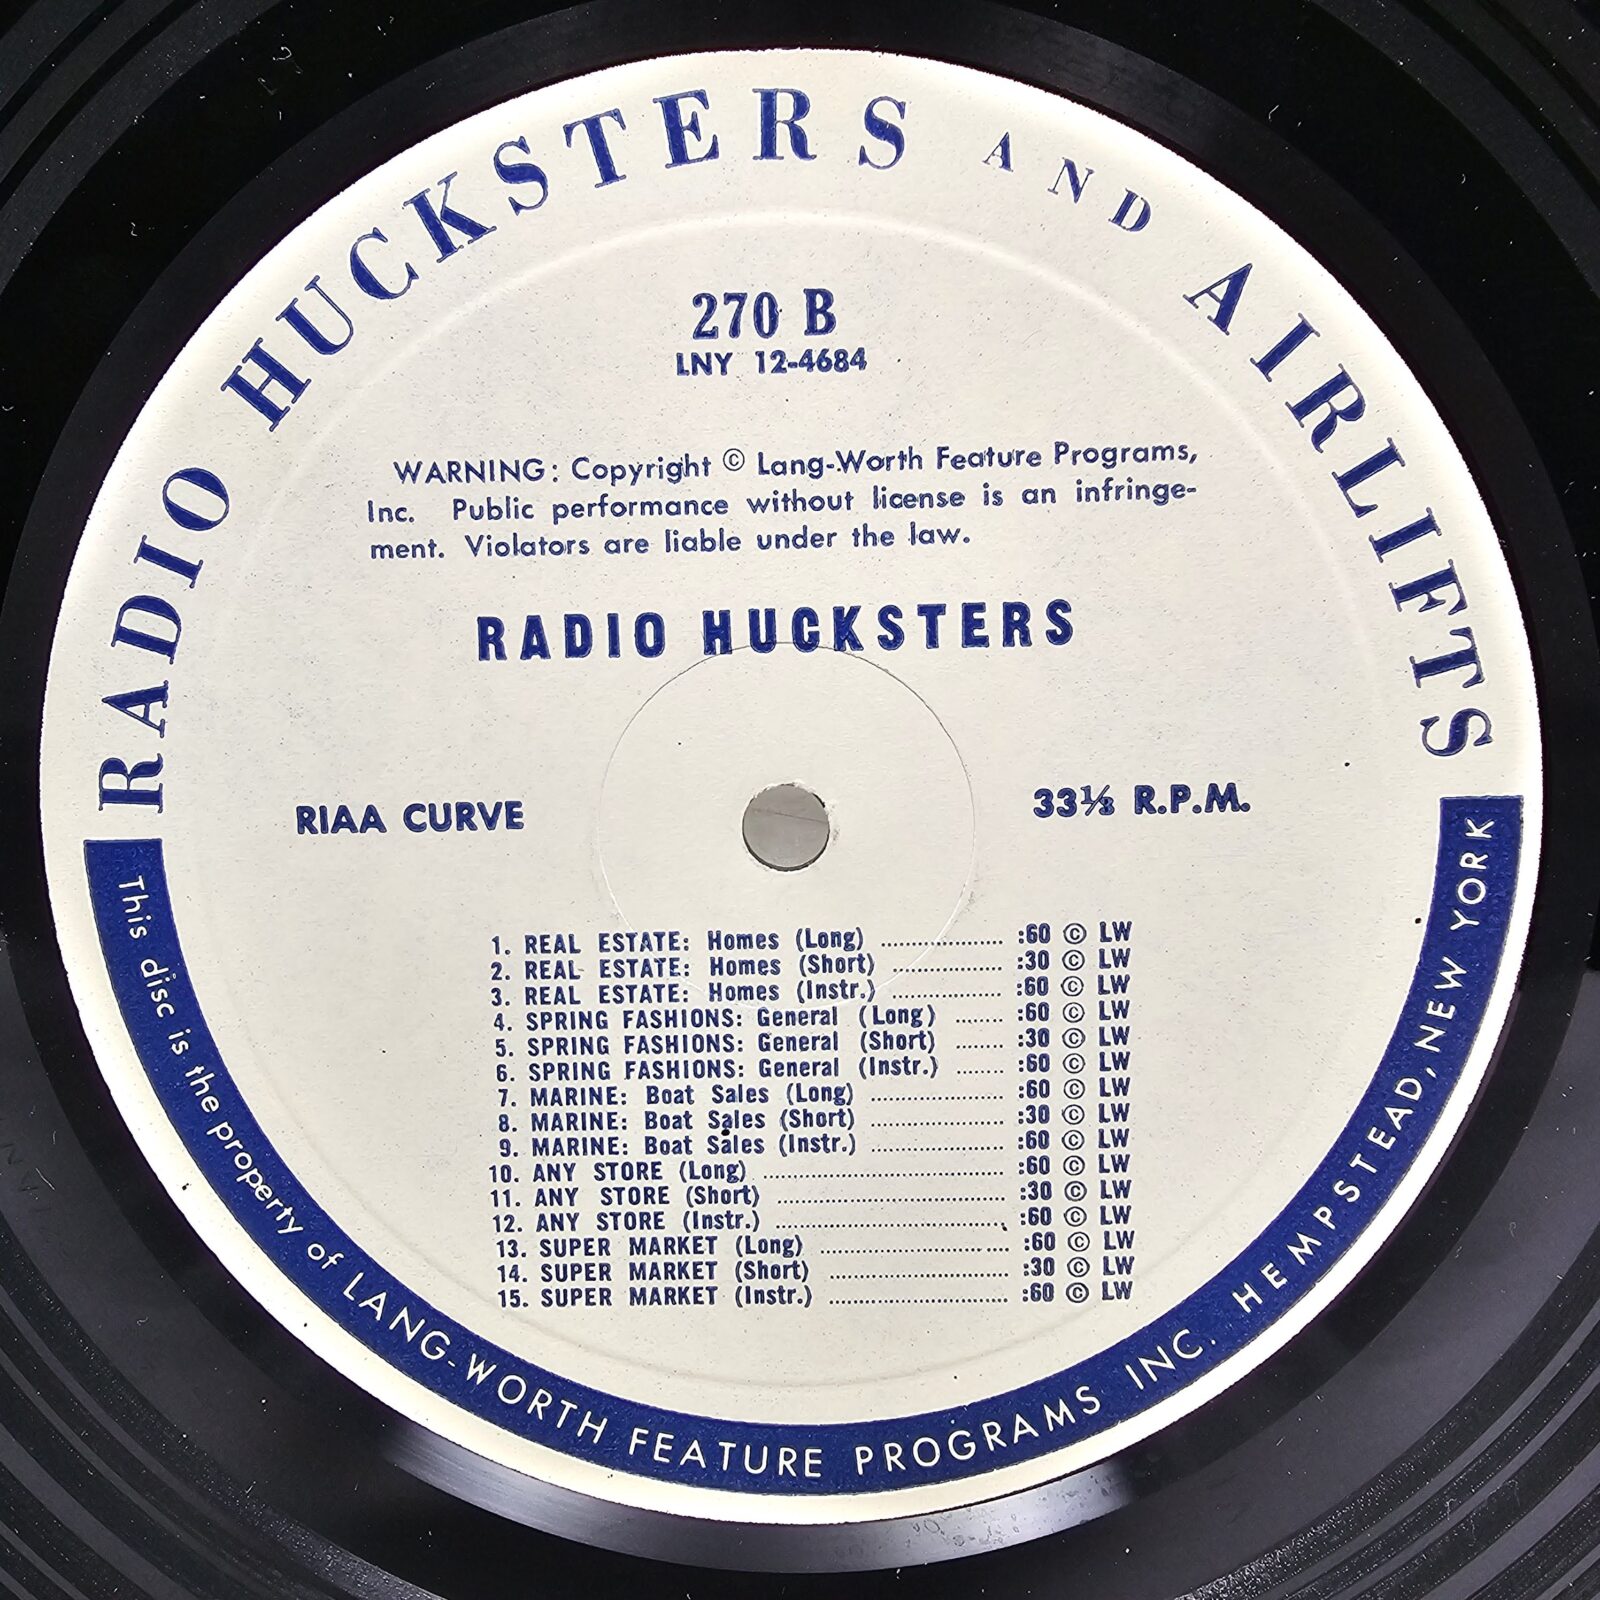 RADIO HUCKSTERS AND AIRLIFTS
270 B
LNY 12-4684
WARNING: Copyright © Lang-Worth Feature Programs,
Inc. Public performance without license is an infringe-
ment. Violators are liable under the law.
RADIO HUCKSTERS
RIAA CURVE
33⅓ R.P.M.
1. REAL ESTATE: Homes (Long) .................... :60 © LW
2. REAL ESTATE: Homes (Short) .................. :30 © LW
3. REAL ESTATE: Homes (Instr.) .................. :60 © LW
4. SPRING FASHIONS: General (Long) ........ :60 © LW
5. SPRING FASHIONS: General (Short) ........ :30 © LW
6. SPRING FASHIONS: General (Instr.) ........ :60 © LW
7. MARINE: Boat Sales (Long) ...................... :60 © LW
8. MARINE: Boat Sales (Short) ...................... :30 © LW
9. MARINE: Boat Sales (Instr.) ...................... :60 © LW
10. ANY STORE (Long) ........................................ :60 © LW
11. ANY STORE (Short) ...................................... :30 © LW
12. ANY STORE (Instr.) ...................................... :60 © LW
13. SUPER MARKET (Long) ................................ :60 © LW
14. SUPER MARKET (Short) .............................. :30 © LW
15. SUPER MARKET (Instr.) .............................. :60 © LW
This disc is the property of LANG-WORTH FEATURE PROGRAMS INC. HEMPSTEAD, NEW YORK